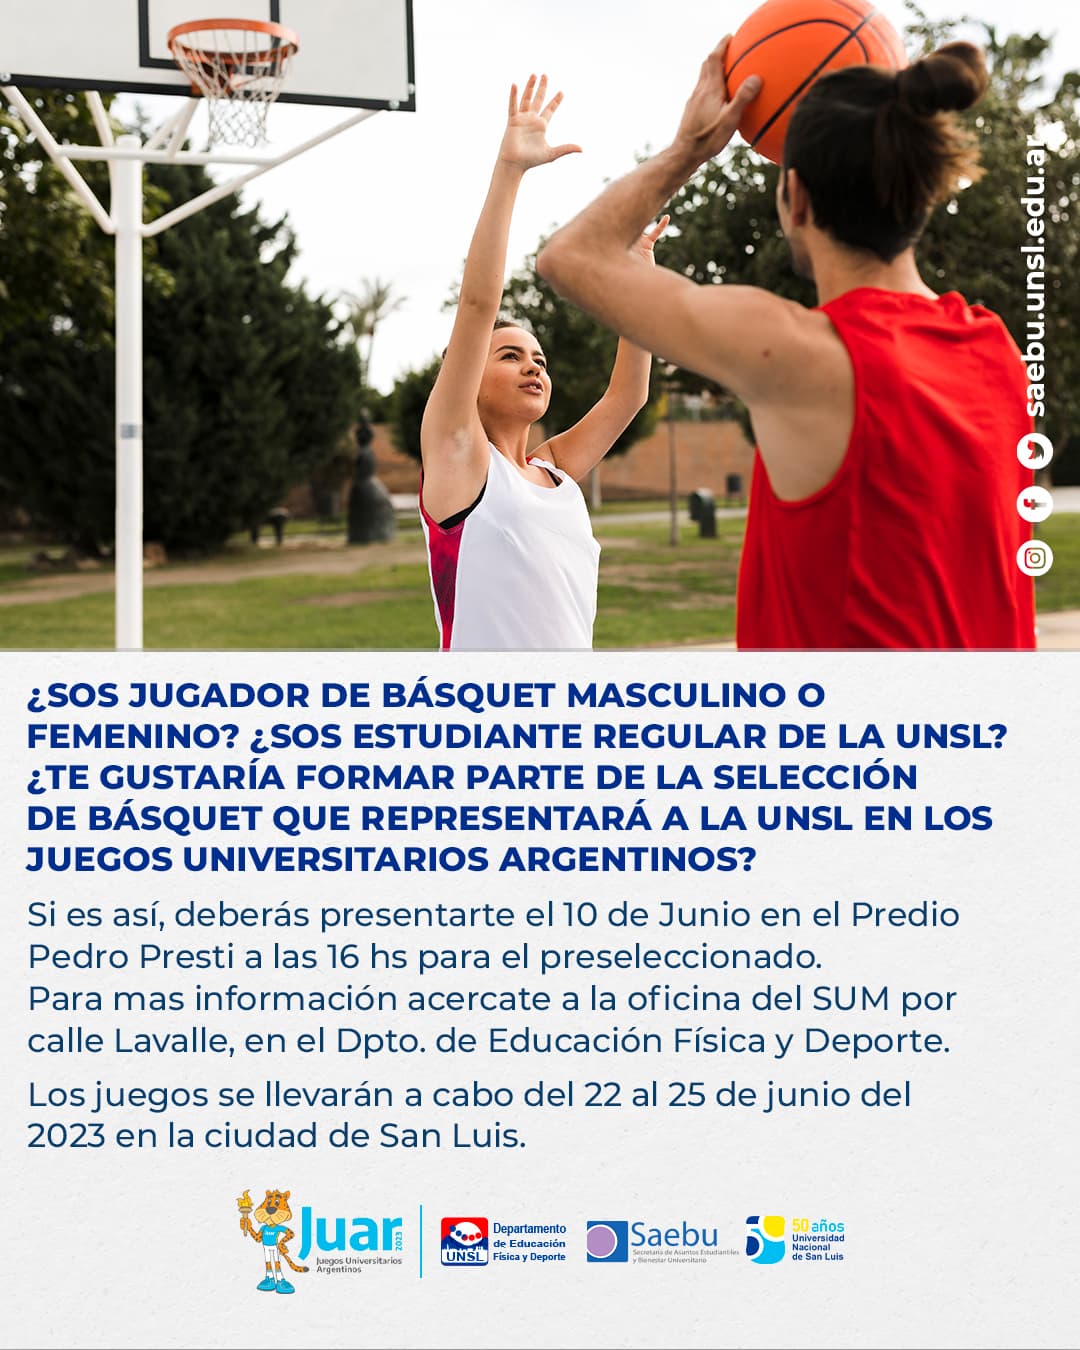 saebu.unsl.edu.ar
¿SOS JUGADOR DE BÁSQUET MASCULINO O
FEMENINO? ¿SOS ESTUDIANTE REGULAR DE LA UNSL?
¿TE GUSTARÍA FORMAR PARTE DE LA SELECCIÓN
DE BÁSQUET QUE REPRESENTARÁ A LA UNSL EN LOS
JUEGOS UNIVERSITARIOS ARGENTINOS?
Si es así, deberás presentarte el 10 de Junio en el Predio
Pedro Presti a las 16 hs para el preseleccionado.
Para mas información acercate a la oficina del SUM por
calle Lavalle, en el Dpto. de Educación Física y Deporte.
Los juegos se llevarán a cabo del 22 al 25 de junio del
2023 en la ciudad de San Luis.
Juar 2023
Juegos Universitarios
Argentinos
UNSL
Departamento
de Educación
Física y Deporte
Saebu
Secretaría de Asuntos Estudiantiles
y Bienestar Universitario
50 años
Universidad
Nacional
de San Luis